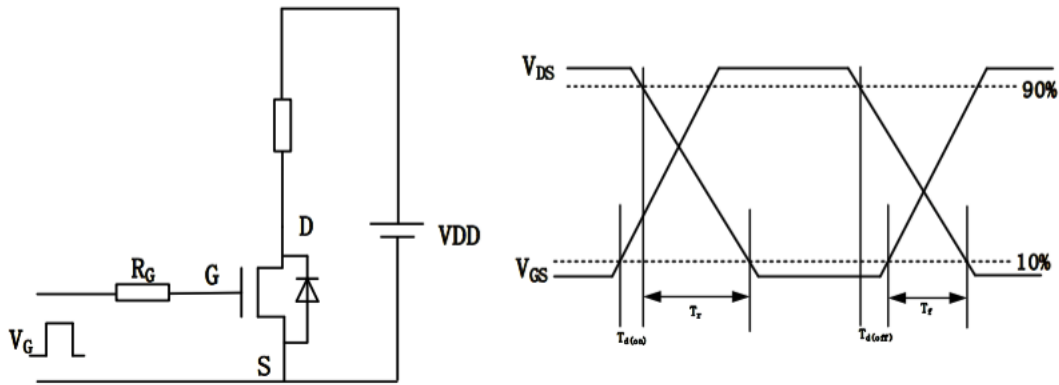 D
VDD
R_G
G
V_G
S
V_DS
90%
V_GS
10%
T_r
T_d(on)
T_d(off)
T_f